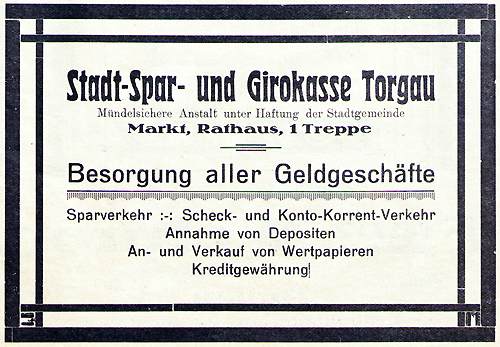 Stadt-Spar- und Girokasse Torgau
Mündelsichere Anstalt unter Haftung der Stadtgemeinde
Markt, Rathaus, 1 Treppe
Besorgung aller Geldgeschäfte
Sparverkehr :-: Scheck- und Konto-Korrent-Verkehr
Annahme von Depositen
An- und Verkauf von Wertpapieren
Kreditgewährung